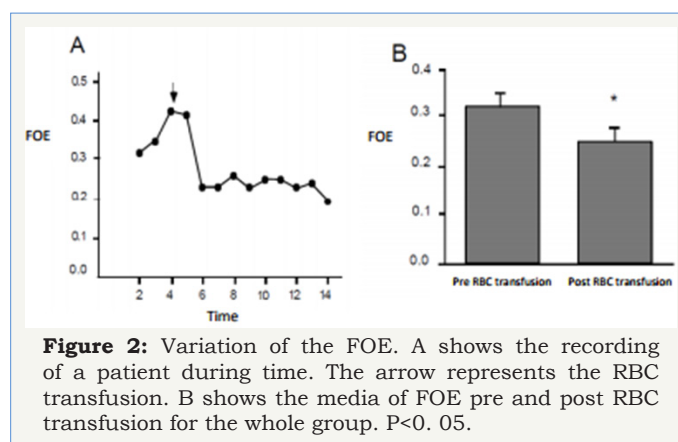 A
0.5
0.4
FOE
0.3
0.2
0.1
0.0
2 4 6 8 10 12 14
Time
B
0.4
0.3
FOE
0.2
0.1
0.0
*
Pre RBC transfusion Post RBC transfusion
Figure 2: Variation of the FOE. A shows the recording
of a patient during time. The arrow represents the RBC
transfusion. B shows the media of FOE pre and post RBC
transfusion for the whole group. P<0. 05.